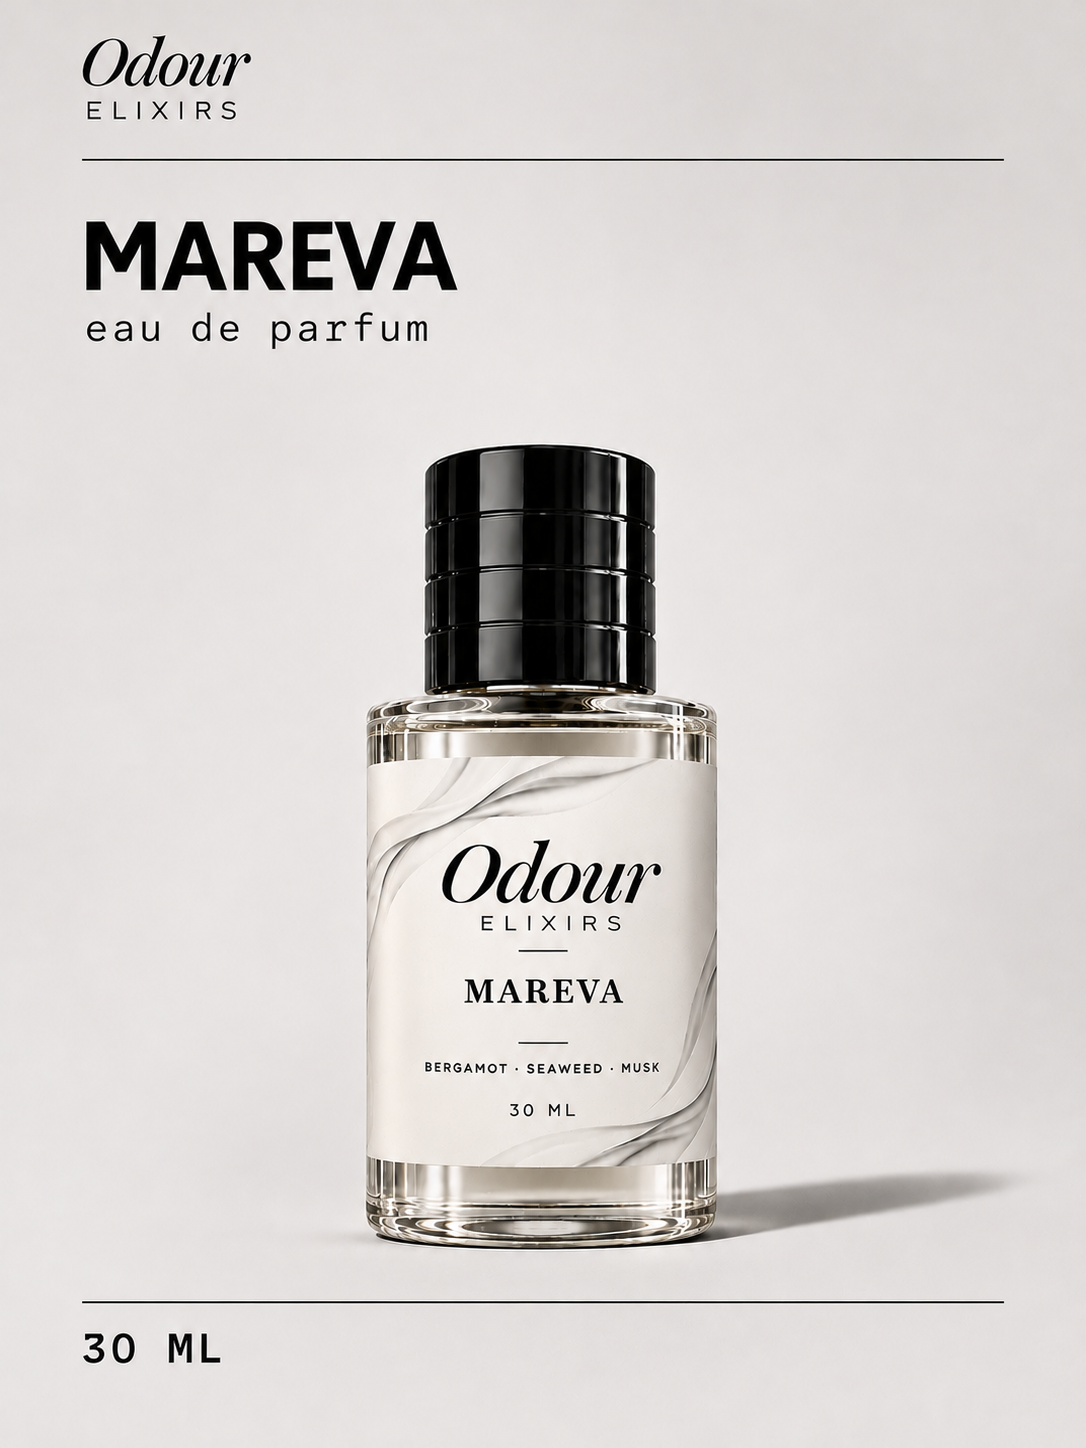 Odour
ELIXIRS
MAREVA
eau de parfum
Odour
ELIXIRS
MAREVA
BERGAMOT · SEAWEED · MUSK
30 ML
30 ML